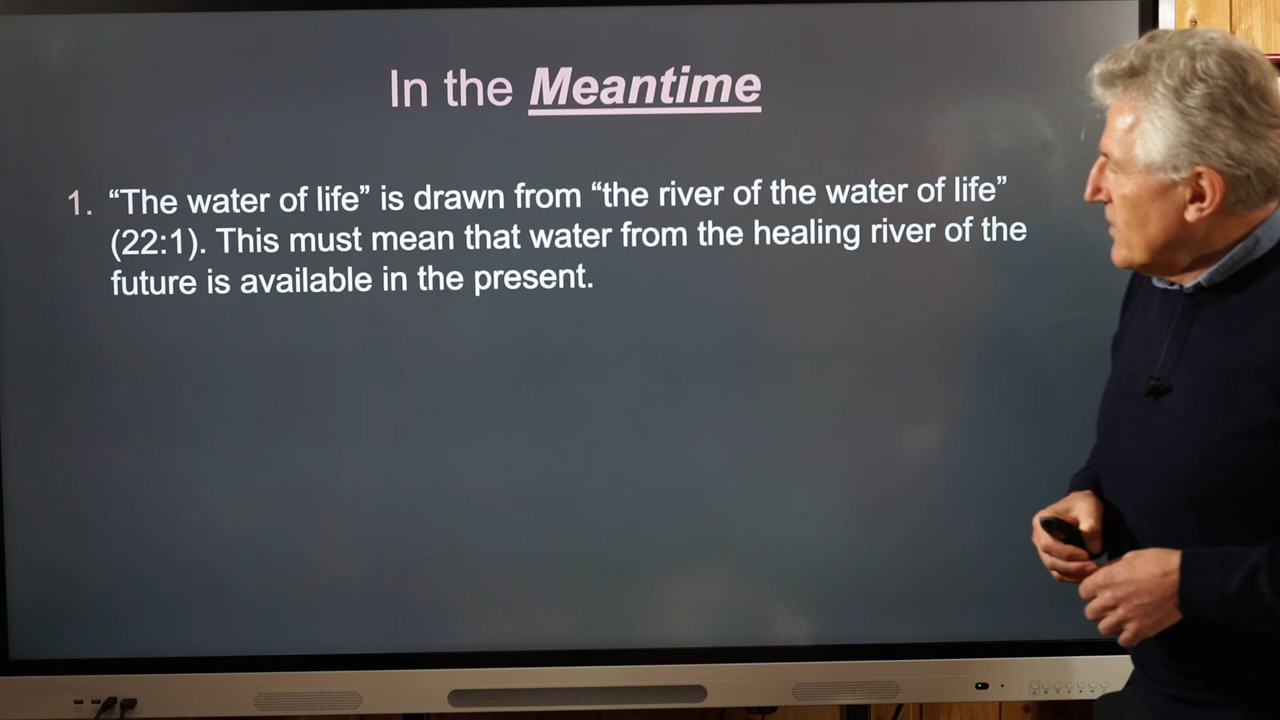 In the Meantime
1. “The water of life” is drawn from “the river of the water of life”
(22:1). This must mean that water from the healing river of the
future is available in the present.